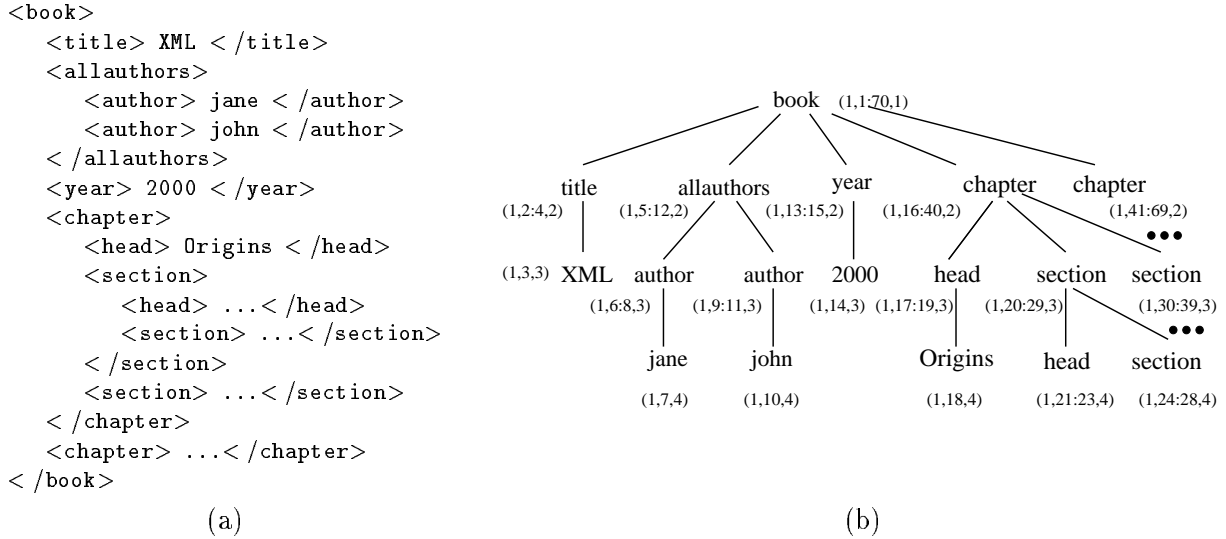 <book>
<title> XML < /title>
<allauthors>
<author> jane < /author>
<author> john < /author>
< /allauthors>
<year> 2000 < /year>
<chapter>
<head> Origins < /head>
<section>
<head> ...< /head>
<section> ...< /section>
< /section>
<section> ...< /section>
< /chapter>
<chapter> ...< /chapter>
< /book>
(a)
book (1,1:70,1)
title allauthors year chapter chapter
(1,2:4,2) (1,5:12,2) (1,13:15,2) (1,16:40,2) (1,41:69,2)
•••
(1,3,3) XML author author 2000 head section section
(1,6:8,3) (1,9:11,3) (1,14,3) (1,17:19,3) (1,20:29,3) (1,30:39,3)
•••
jane john Origins head section
(1,7,4) (1,10,4) (1,18,4) (1,21:23,4) (1,24:28,4)
(b)